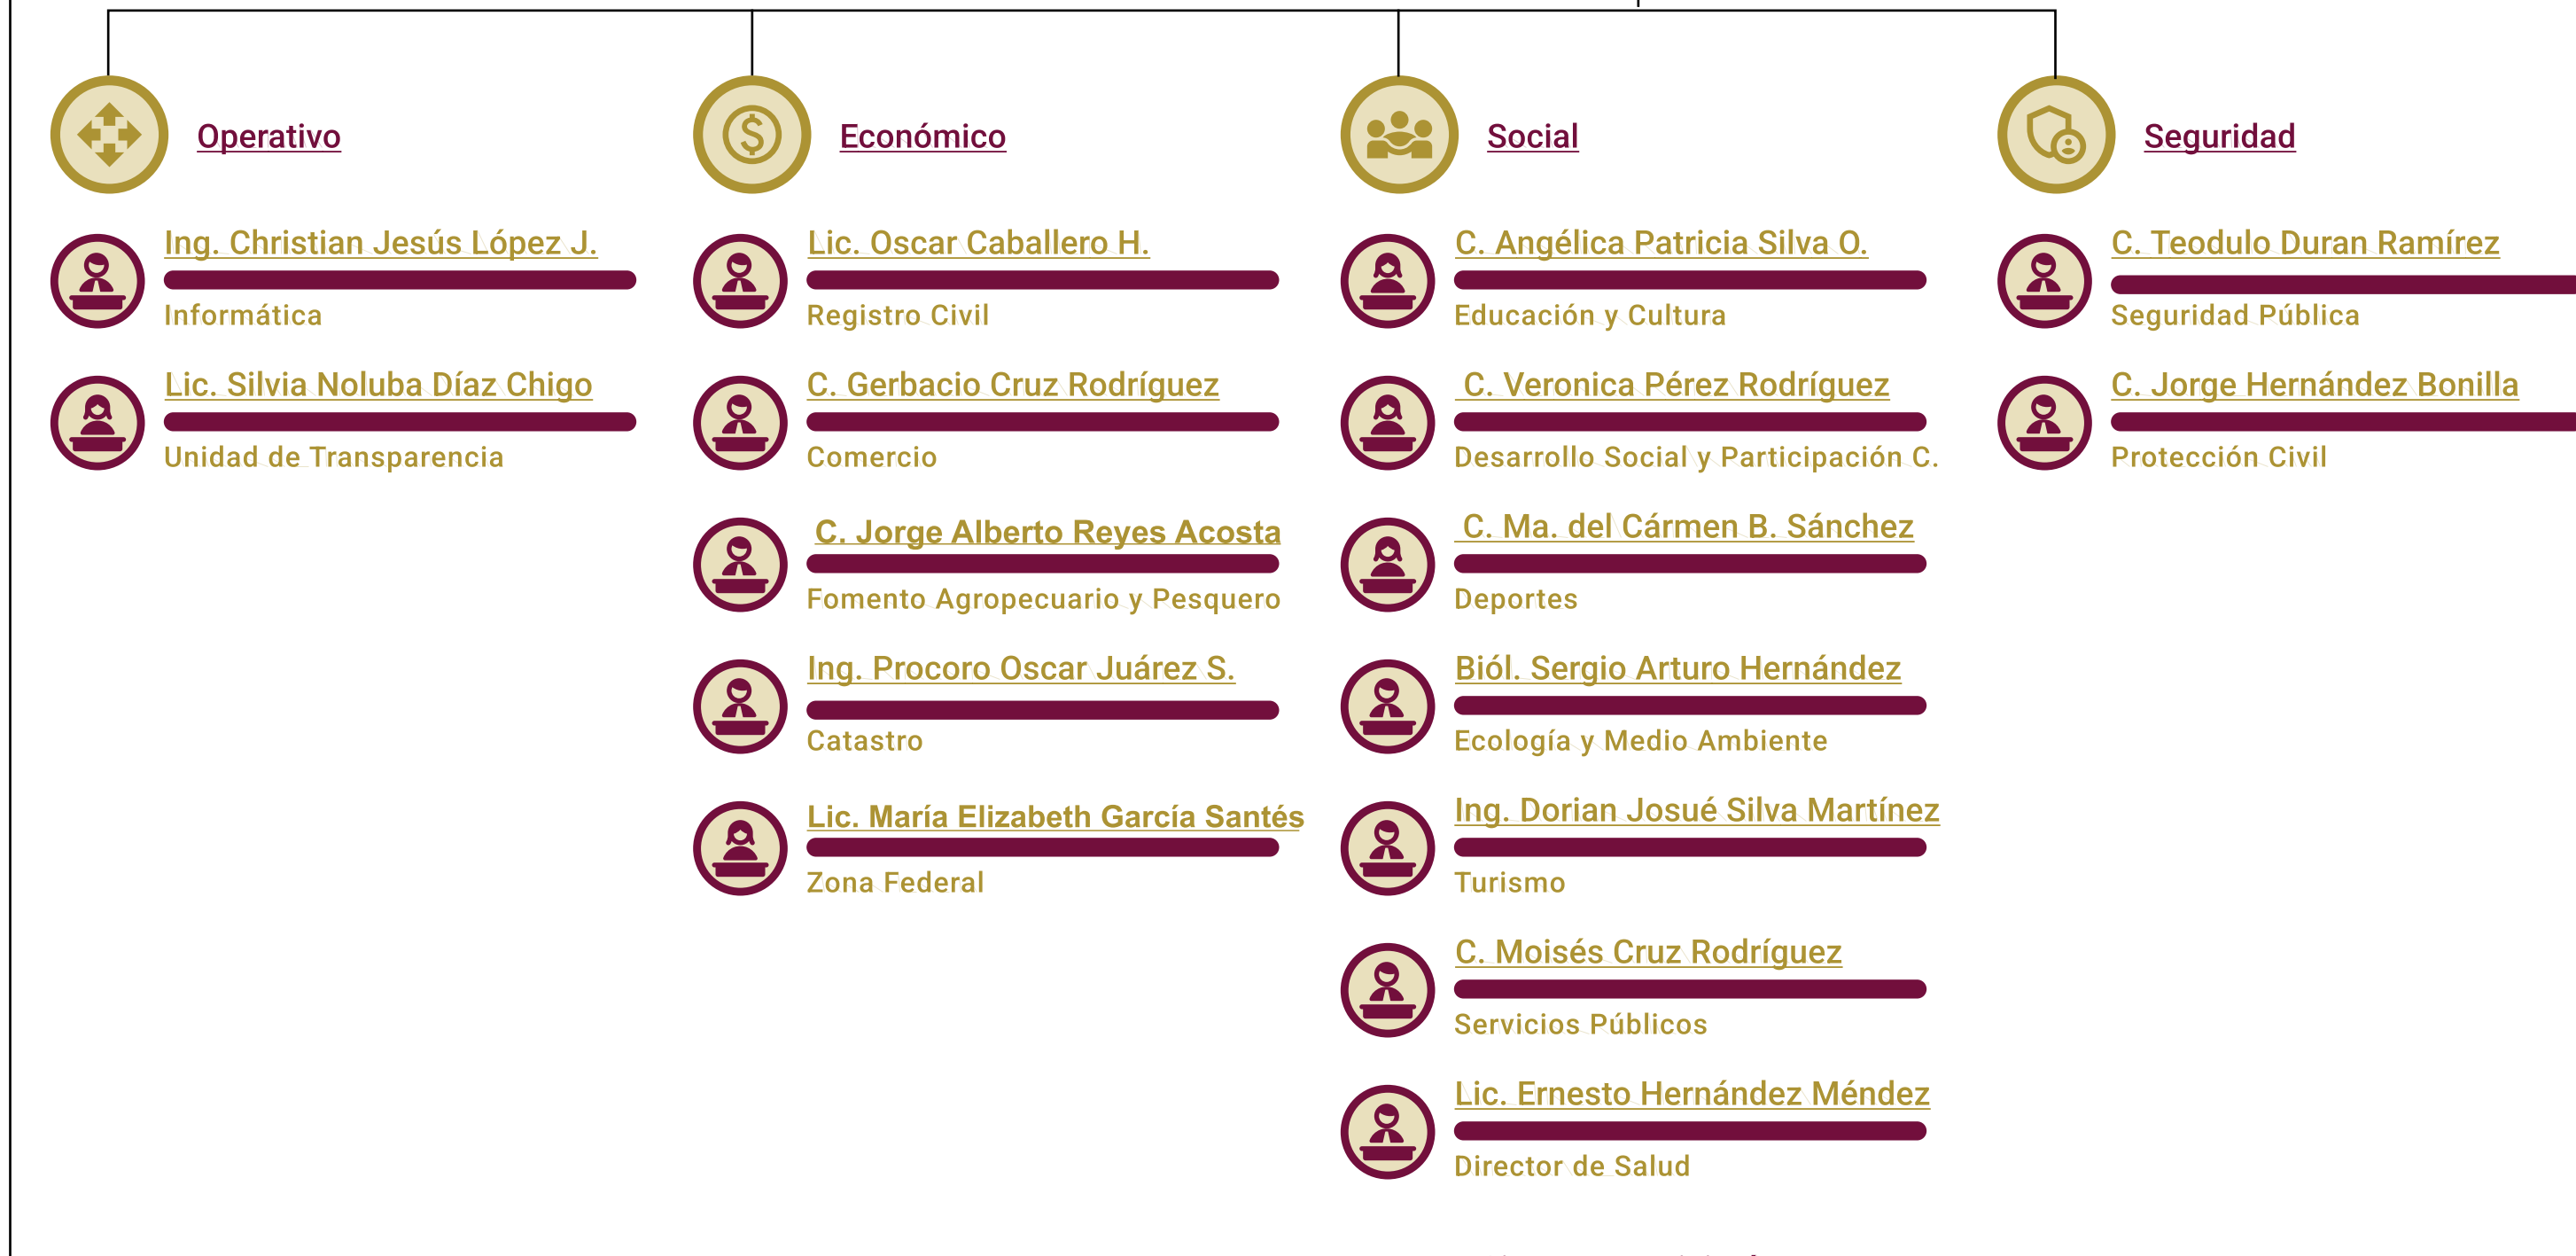 Operativo
Ing. Christian Jesús López J.
Informática
Lic. Silvia Noluba Díaz Chigo
Unidad de Transparencia
Económico
Lic. Oscar Caballero H.
Registro Civil
C. Gerbacio Cruz Rodríguez
Comercio
C. Jorge Alberto Reyes Acosta
Fomento Agropecuario y Pesquero
Ing. Procoro Oscar Juárez S.
Catastro
Lic. María Elizabeth García Santés
Zona Federal
Social
C. Angélica Patricia Silva O.
Educación y Cultura
C. Veronica Pérez Rodríguez
Desarrollo Social y Participación C.
C. Ma. del Cármen B. Sánchez
Deportes
Biól. Sergio Arturo Hernández
Ecología y Medio Ambiente
Ing. Dorian Josué Silva Martínez
Turismo
C. Moisés Cruz Rodríguez
Servicios Públicos
Lic. Ernesto Hernández Méndez
Director de Salud
Seguridad
C. Teodulo Duran Ramírez
Seguridad Pública
C. Jorge Hernández Bonilla
Protección Civil